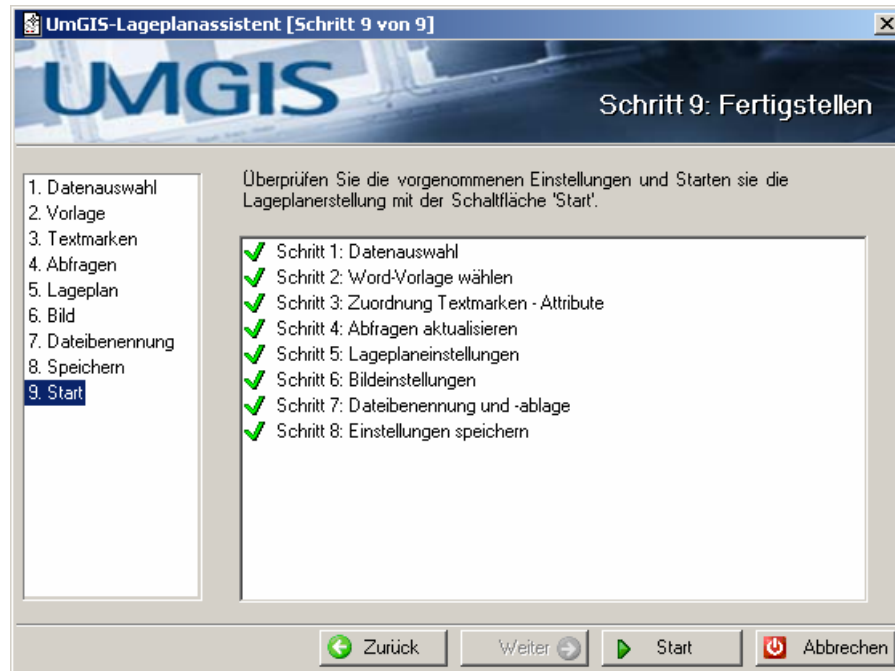 UmGIS-Lageplanassistent [Schritt 9 von 9]
UMGIS
Schritt 9: Fertigstellen
1. Datenauswahl
2. Vorlage
3. Textmarken
4. Abfragen
5. Lageplan
6. Bild
7. Dateibenennung
8. Speichern
9. Start
Überprüfen Sie die vorgenommenen Einstellungen und Starten sie die
Lageplanerstellung mit der Schaltfläche 'Start'.
Schritt 1: Datenauswahl
Schritt 2: Word-Vorlage wählen
Schritt 3: Zuordnung Textmarken - Attribute
Schritt 4: Abfragen aktualisieren
Schritt 5: Lageplaneinstellungen
Schritt 6: Bildeinstellungen
Schritt 7: Dateibenennung und -ablage
Schritt 8: Einstellungen speichern
Zurück Weiter Start Abbrechen